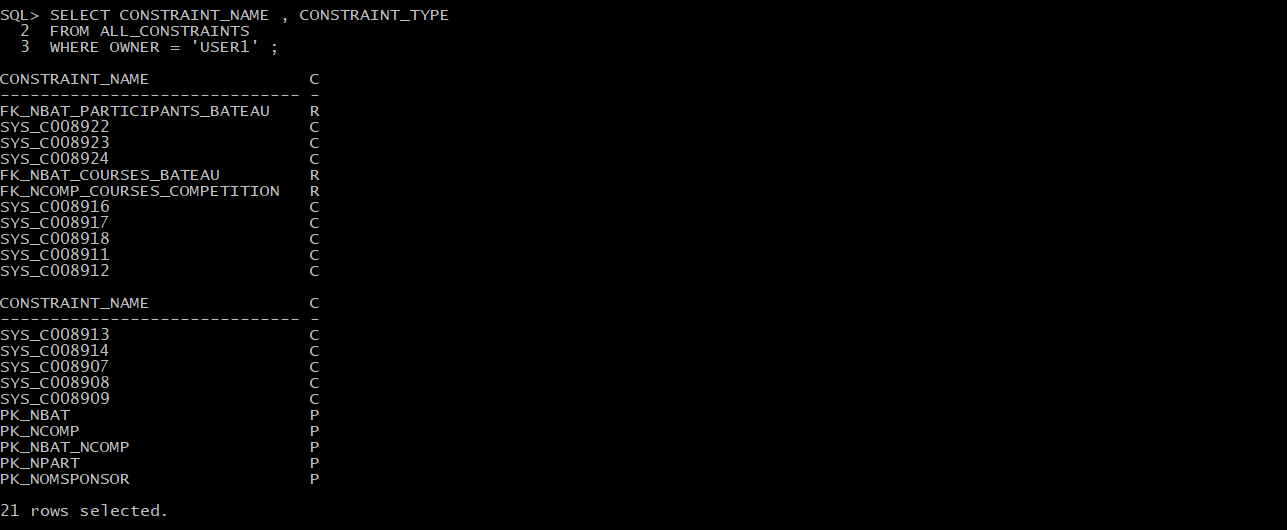 SQL> SELECT CONSTRAINT_NAME , CONSTRAINT_TYPE
  2  FROM ALL_CONSTRAINTS
  3  WHERE OWNER = 'USER1' ;
CONSTRAINT_NAME                C
------------------------------ -
FK_NBAT_PARTICIPANTS_BATEAU    R
SYS_C008922                    C
SYS_C008923                    C
SYS_C008924                    C
FK_NBAT_COURSES_BATEAU         R
FK_NCOMP_COURSES_COMPETITION   R
SYS_C008916                    C
SYS_C008917                    C
SYS_C008918                    C
SYS_C008911                    C
SYS_C008912                    C
CONSTRAINT_NAME                C
------------------------------ -
SYS_C008913                    C
SYS_C008914                    C
SYS_C008907                    C
SYS_C008908                    C
SYS_C008909                    C
PK_NBAT                        P
PK_NCOMP                       P
PK_NBAT_NCOMP                  P
PK_NPART                       P
PK_NOMSPONSOR                  P
21 rows selected.